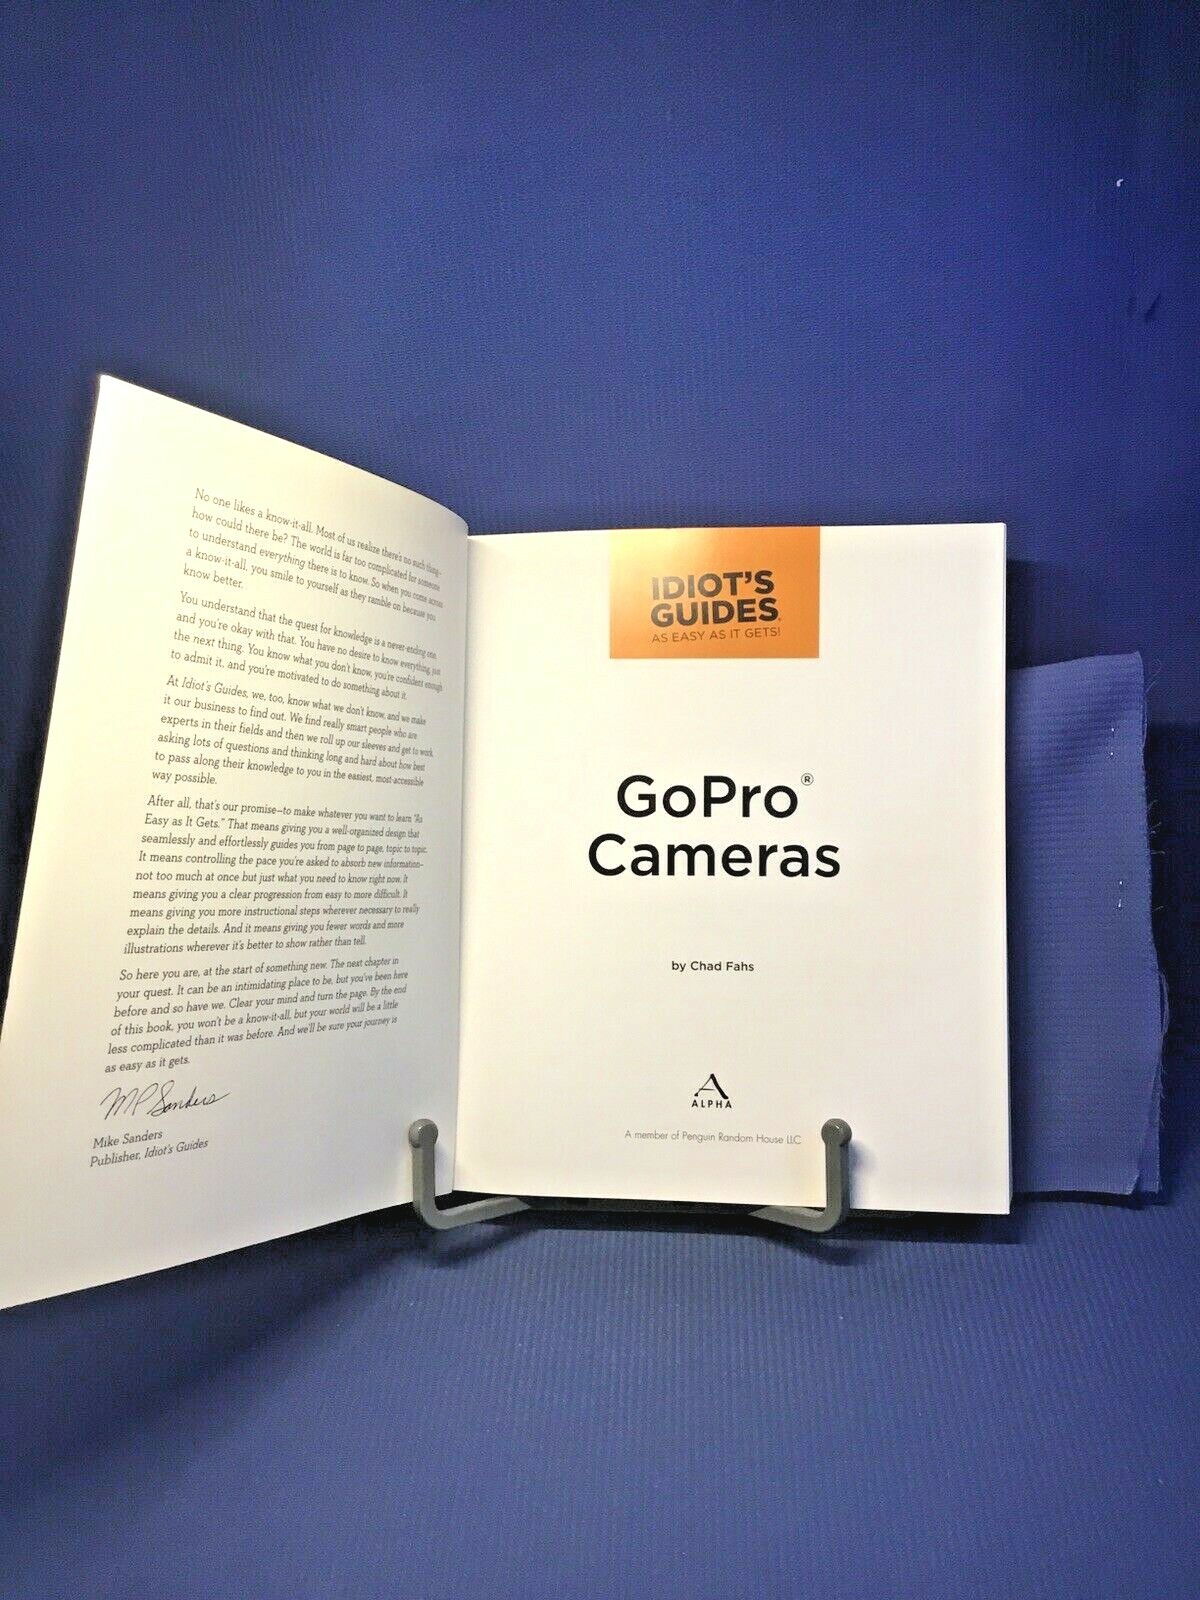 No one likes a know-it-all. Most of us realize there's no such thing–
how could there be? The world is far too complicated for someone
to understand everything there is to know. So when you come across
a know-it-all, you smile to yourself as they ramble on because you
know better.
You understand that the quest for knowledge is a never-ending one,
and you're okay with that. You have no desire to know everything, just
the next thing. You know what you don't know, you're confident enough
to admit it, and you're motivated to do something about it.
At Idiot's Guides, we, too, know what we don't know, and we make
it our business to find out. We find really smart people who are
experts in their fields and then we roll up our sleeves and get to work,
asking lots of questions and thinking long and hard about how best
to pass along their knowledge to you in the easiest, most-accessible
way possible.
After all, that's our promise–to make whatever you want to learn "As
Easy as It Gets." That means giving you a well-organized design that
seamlessly and effortlessly guides you from page to page, topic to topic.
It means controlling the pace you're asked to absorb new information–
not too much at once but just what you need to know right now. It
means giving you a clear progression from easy to more difficult. It
means giving you more instructional steps wherever necessary to really
explain the details. And it means giving you fewer words and more
illustrations wherever it's better to show rather than tell.
So here you are, at the start of something new. The next chapter in
your quest. It can be an intimidating place to be, but you've been here
before and so have we. Clear your mind and turn the page. By the end
of this book, you won't be a know-it-all, but your world will be a little
less complicated than it was before. And we'll be sure your journey is
as easy as it gets.
MP Sanders
Mike Sanders
Publisher, Idiot's Guides
IDIOT'S
GUIDES®
AS EASY AS IT GETS!
GoPro®
Cameras
by Chad Fahs
ALPHA
A member of Penguin Random House LLC